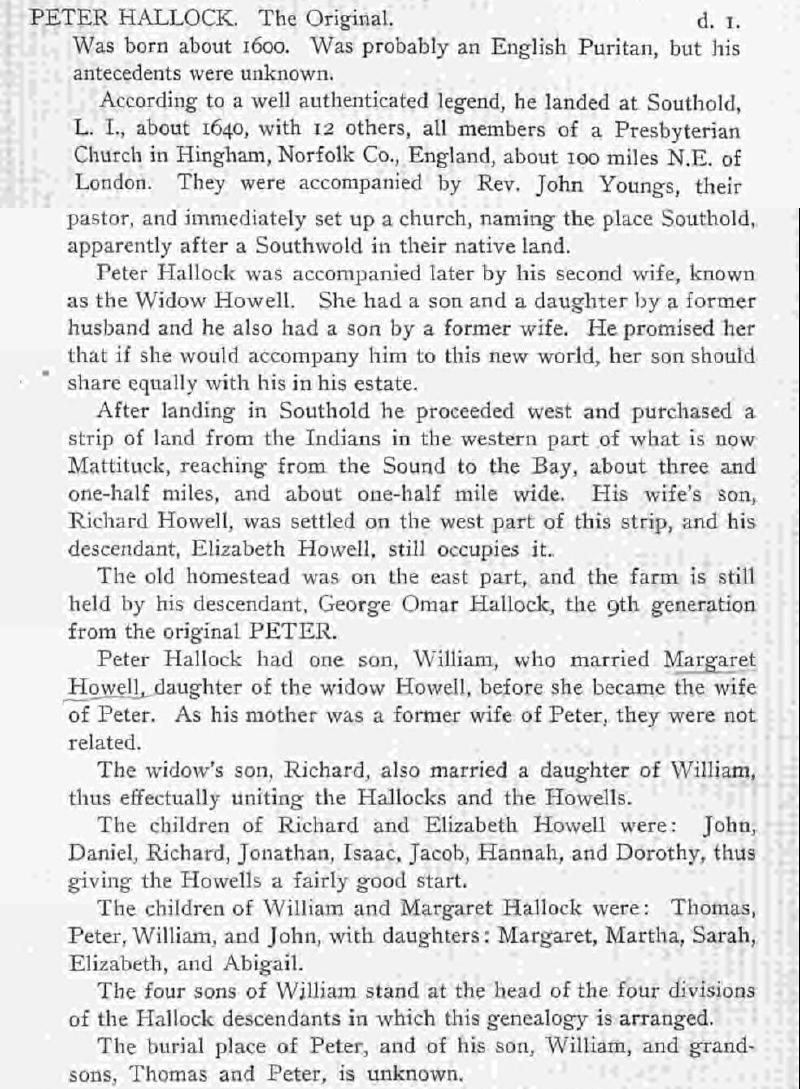 PETER HALLOCK. The Original. d. 1.
Was born about 1600. Was probably an English Puritan, but his
antecedents were unknown.
According to a well authenticated legend, he landed at Southold,
L. I., about 1640, with 12 others, all members of a Presbyterian
Church in Hingham, Norfolk Co., England, about 100 miles N.E. of
London. They were accompanied by Rev. John Youngs, their
pastor, and immediately set up a church, naming the place Southold,
apparently after a Southwold in their native land.
Peter Hallock was accompanied later by his second wife, known
as the Widow Howell. She had a son and a daughter by a former
husband and he also had a son by a former wife. He promised her
that if she would accompany him to this new world, her son should
share equally with his in his estate.
After landing in Southold he proceeded west and purchased a
strip of land from the Indians in the western part of what is now
Mattituck, reaching from the Sound to the Bay, about three and
one-half miles, and about one-half mile wide. His wife's son,
Richard Howell, was settled on the west part of this strip, and his
descendant, Elizabeth Howell, still occupies it.
The old homestead was on the east part, and the farm is still
held by his descendant, George Omar Hallock, the 9th generation
from the original PETER.
Peter Hallock had one son, William, who married Margaret
Howell, daughter of the widow Howell, before she became the wife
of Peter. As his mother was a former wife of Peter, they were not
related.
The widow's son, Richard, also married a daughter of William,
thus effectually uniting the Hallocks and the Howells.
The children of Richard and Elizabeth Howell were: John,
Daniel, Richard, Jonathan, Isaac, Jacob, Hannah, and Dorothy, thus
giving the Howells a fairly good start.
The children of William and Margaret Hallock were: Thomas,
Peter, William, and John, with daughters: Margaret, Martha, Sarah,
Elizabeth, and Abigail.
The four sons of William stand at the head of the four divisions
of the Hallock descendants in which this genealogy is arranged.
The burial place of Peter, and of his son, William, and grand-
sons, Thomas and Peter, is unknown.